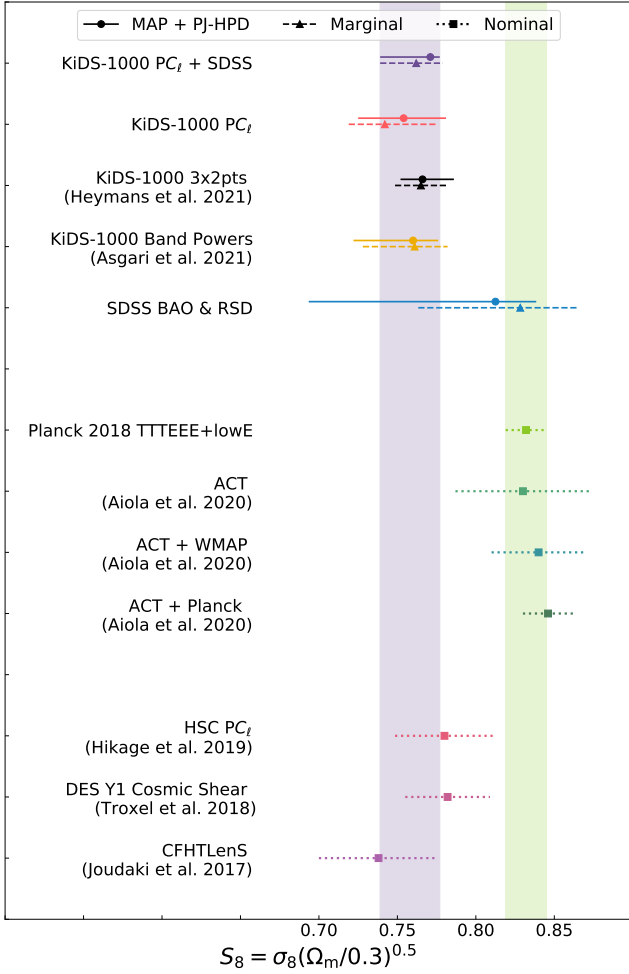 MAP + PJ-HPD Marginal Nominal
KiDS-1000 PCℓ + SDSS
KiDS-1000 PCℓ
KiDS-1000 3x2pts
(Heymans et al. 2021)
KiDS-1000 Band Powers
(Asgari et al. 2021)
SDSS BAO & RSD
Planck 2018 TTTEEE+lowE
ACT
(Aiola et al. 2020)
ACT + WMAP
(Aiola et al. 2020)
ACT + Planck
(Aiola et al. 2020)
HSC PCℓ
(Hikage et al. 2019)
DES Y1 Cosmic Shear
(Troxel et al. 2018)
CFHTLenS
(Joudaki et al. 2017)
0.70 0.75 0.80 0.85
S₈ = σ₈(Ωₘ/0.3)⁰·⁵